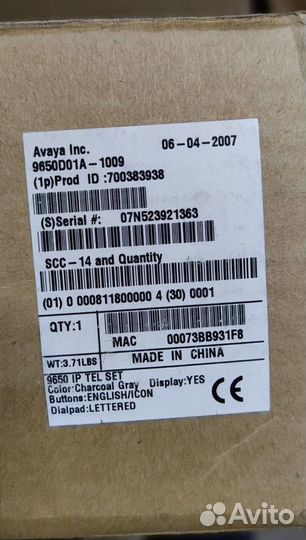 Avaya Inc. 06-04-2007
9650D01A-1009
(1p)Prod ID :700383938
(S)Serial #: 07N523921363
SCC-14 and Quantity
(01) 0 000811800000 4 (30) 0001
QTY:1
MAC 00073BB931F8
WT:3.71LBS MADE IN CHINA
9650 IP TEL SET
Color:Charcoal Gray Display:YES
Buttons:ENGLISH/ICON
Dialpad:LETTERED
CE
Avito